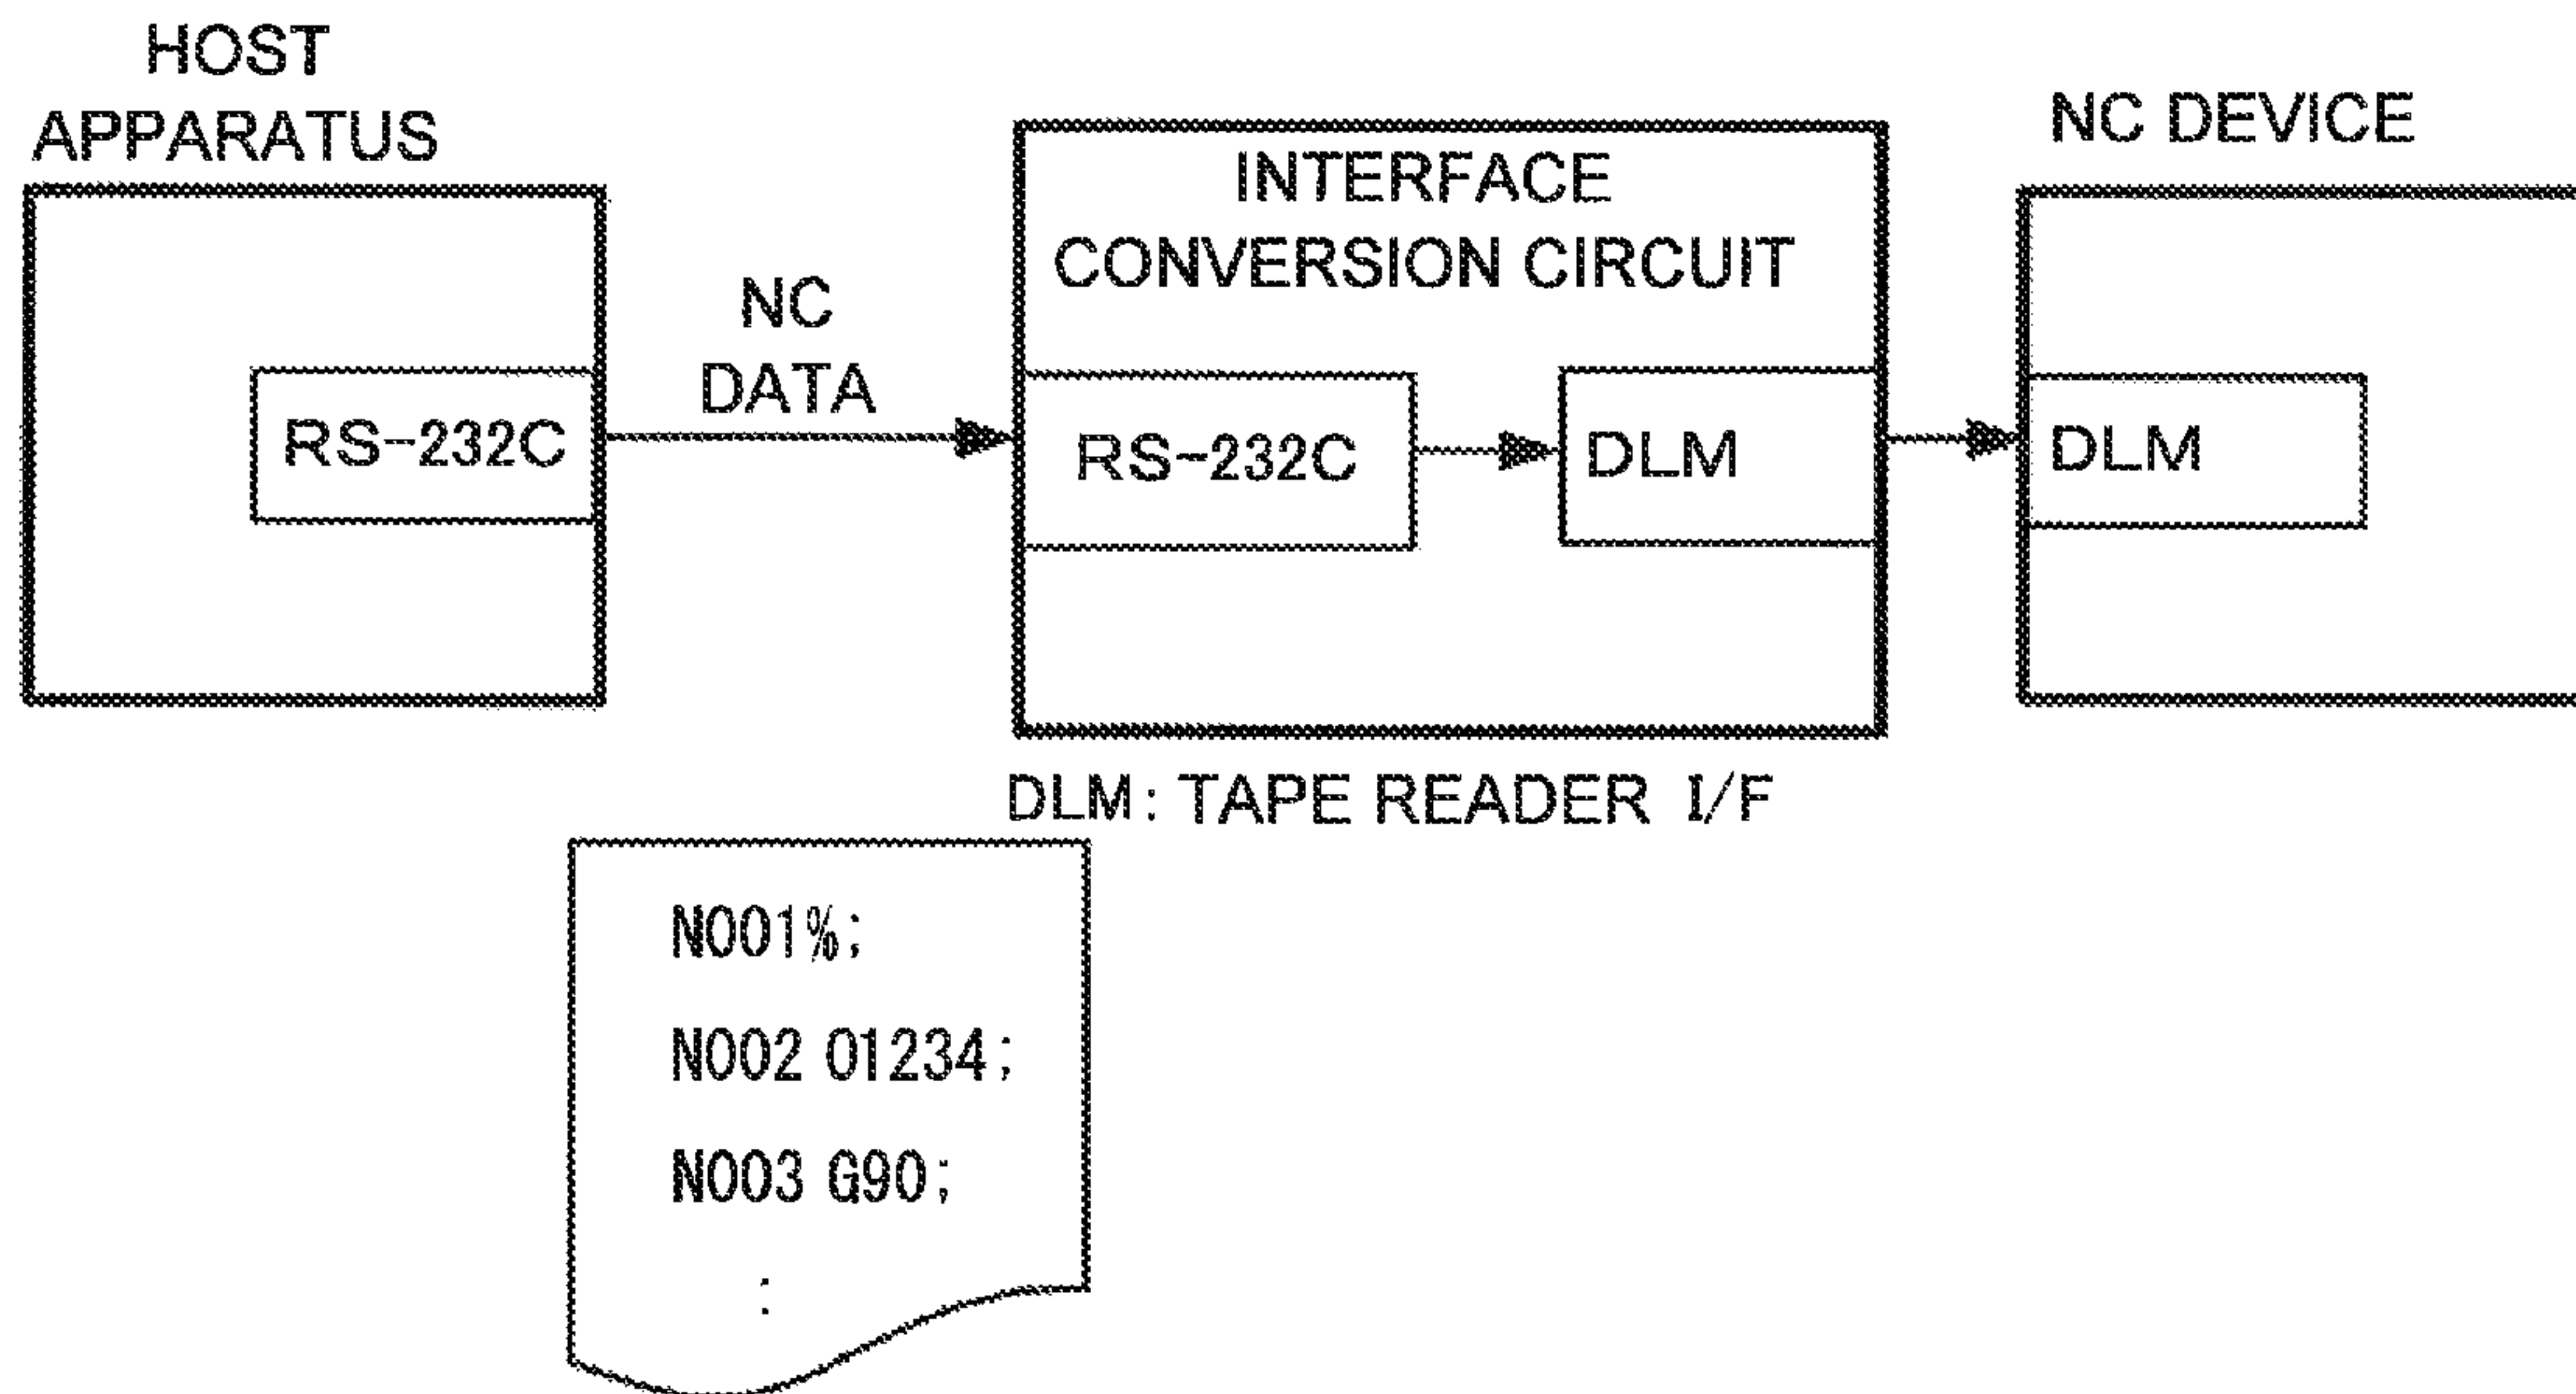 HOST
APPARATUS
RS-232C
NC
DATA
INTERFACE
CONVERSION CIRCUIT
RS-232C
DLM
NC DEVICE
DLM
DLM: TAPE READER I/F
N001%;
N002 O1234;
N003 G90;
: